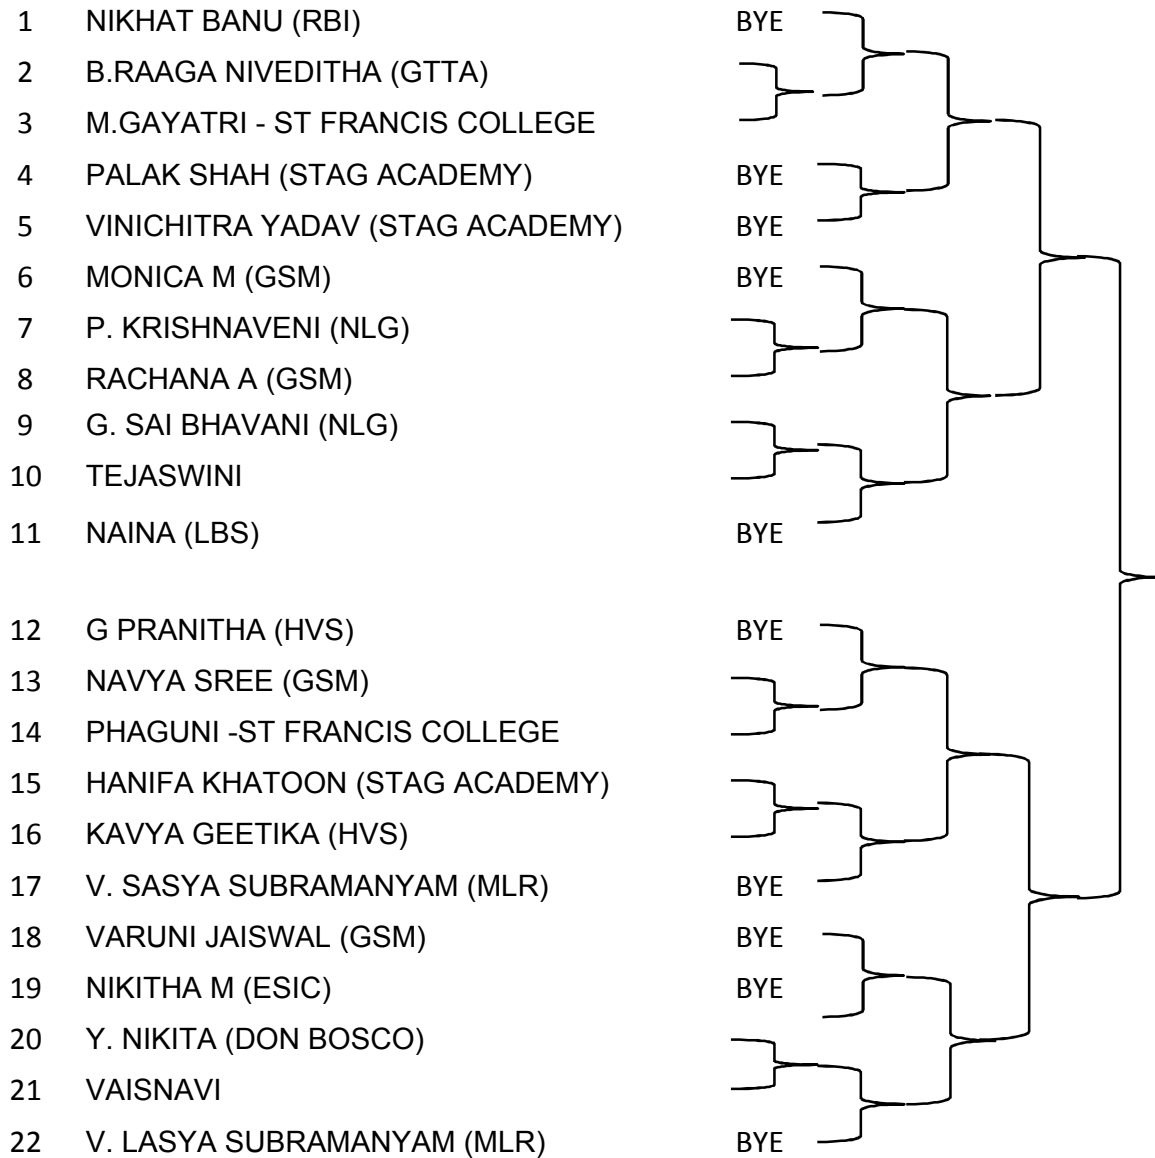 1 NIKHAT BANU (RBI) BYE
2 B.RAAGA NIVEDITHA (GTTA)
3 M.GAYATRI - ST FRANCIS COLLEGE
4 PALAK SHAH (STAG ACADEMY) BYE
5 VINICHITRA YADAV (STAG ACADEMY) BYE
6 MONICA M (GSM) BYE
7 P. KRISHNAVENI (NLG)
8 RACHANA A (GSM)
9 G. SAI BHAVANI (NLG)
10 TEJASWINI
11 NAINA (LBS) BYE
12 G PRANITHA (HVS) BYE
13 NAVYA SREE (GSM)
14 PHAGUNI -ST FRANCIS COLLEGE
15 HANIFA KHATOON (STAG ACADEMY)
16 KAVYA GEETIKA (HVS)
17 V. SASYA SUBRAMANYAM (MLR) BYE
18 VARUNI JAISWAL (GSM) BYE
19 NIKITHA M (ESIC) BYE
20 Y. NIKITA (DON BOSCO)
21 VAISNAVI
22 V. LASYA SUBRAMANYAM (MLR) BYE